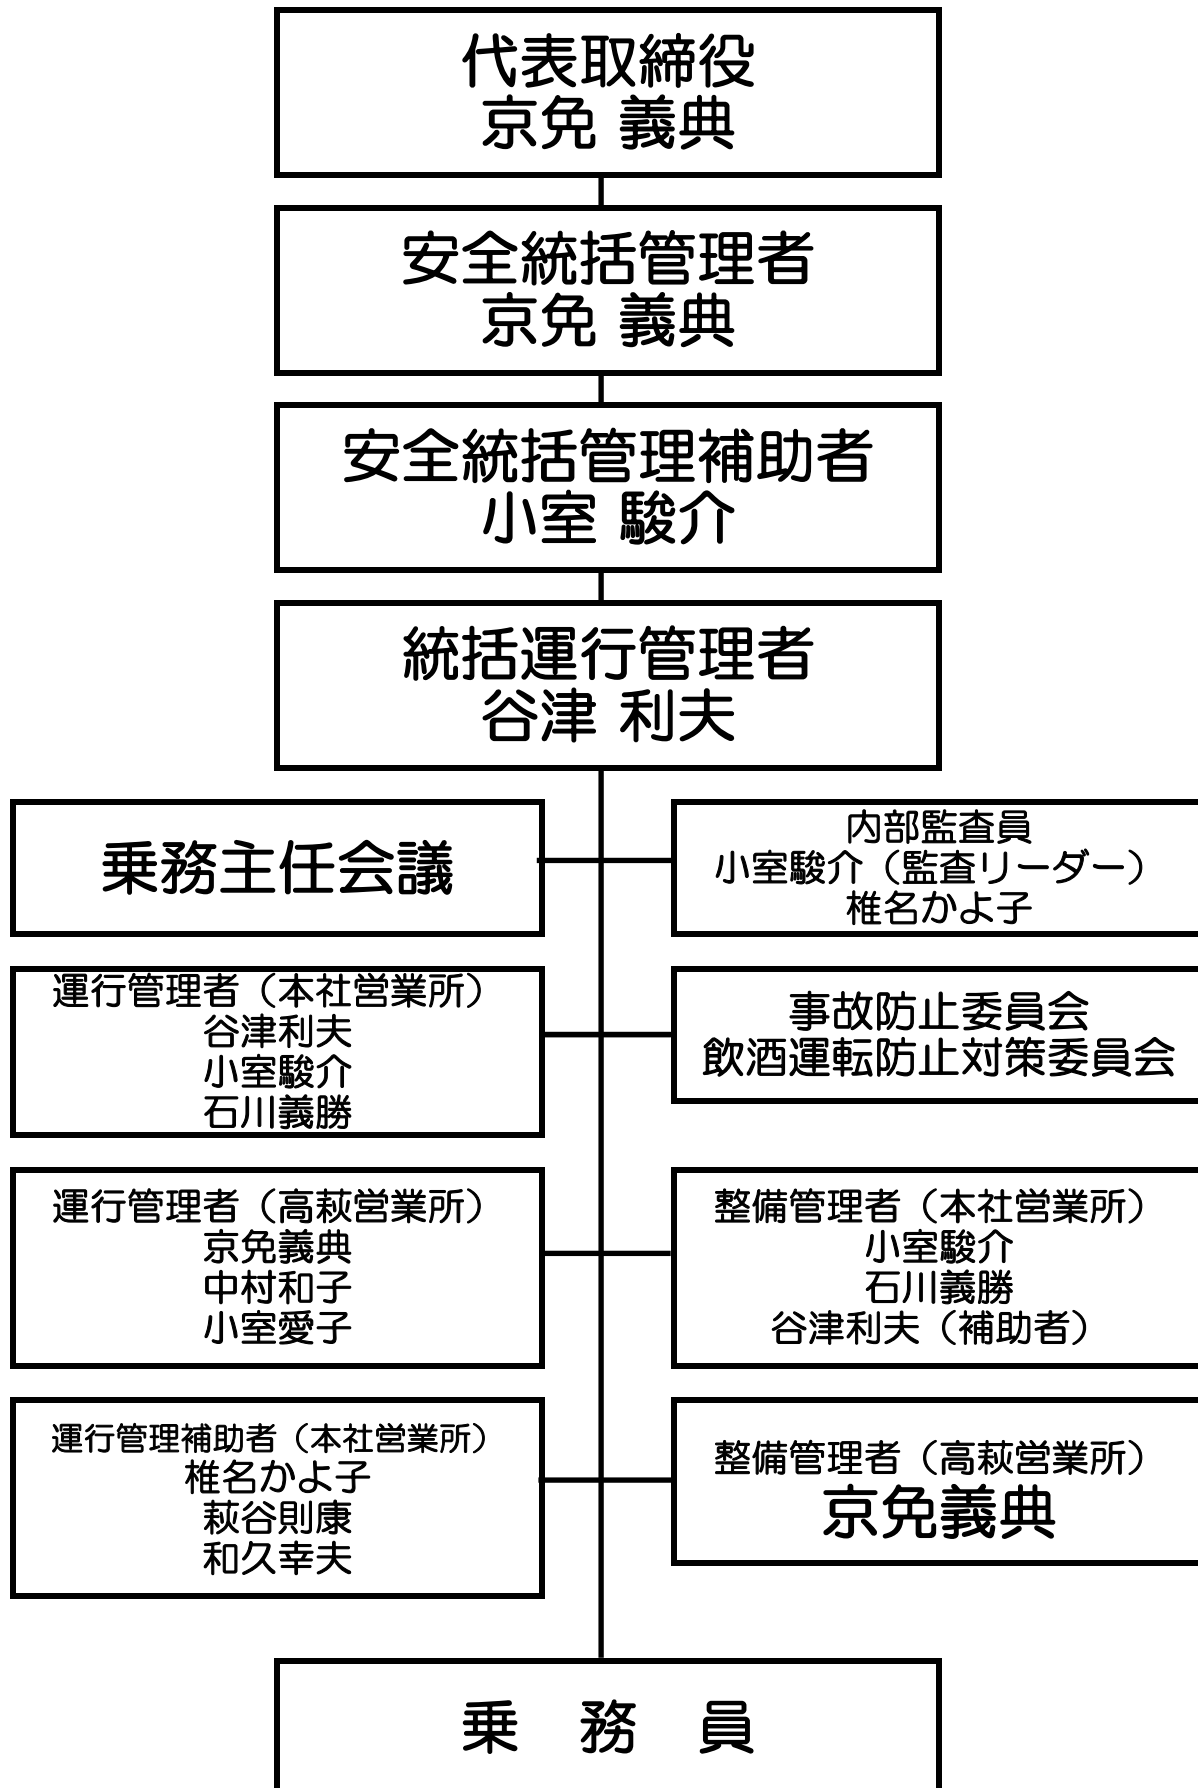 代表取締役
京免 義典
安全統括管理者
京免 義典
安全統括管理補助者
小室 駿介
統括運行管理者
谷津 利夫
乗務主任会議
内部監査員
小室駿介（監査リーダー）
椎名かよ子
運行管理者（本社営業所）
谷津利夫
小室駿介
石川義勝
事故防止委員会
飲酒運転防止対策委員会
運行管理者（高萩営業所）
京免義典
中村和子
小室愛子
整備管理者（本社営業所）
小室駿介
石川義勝
谷津利夫（補助者）
運行管理補助者（本社営業所）
椎名かよ子
萩谷則康
和久幸夫
整備管理者（高萩営業所）
京免義典
乗　務　員